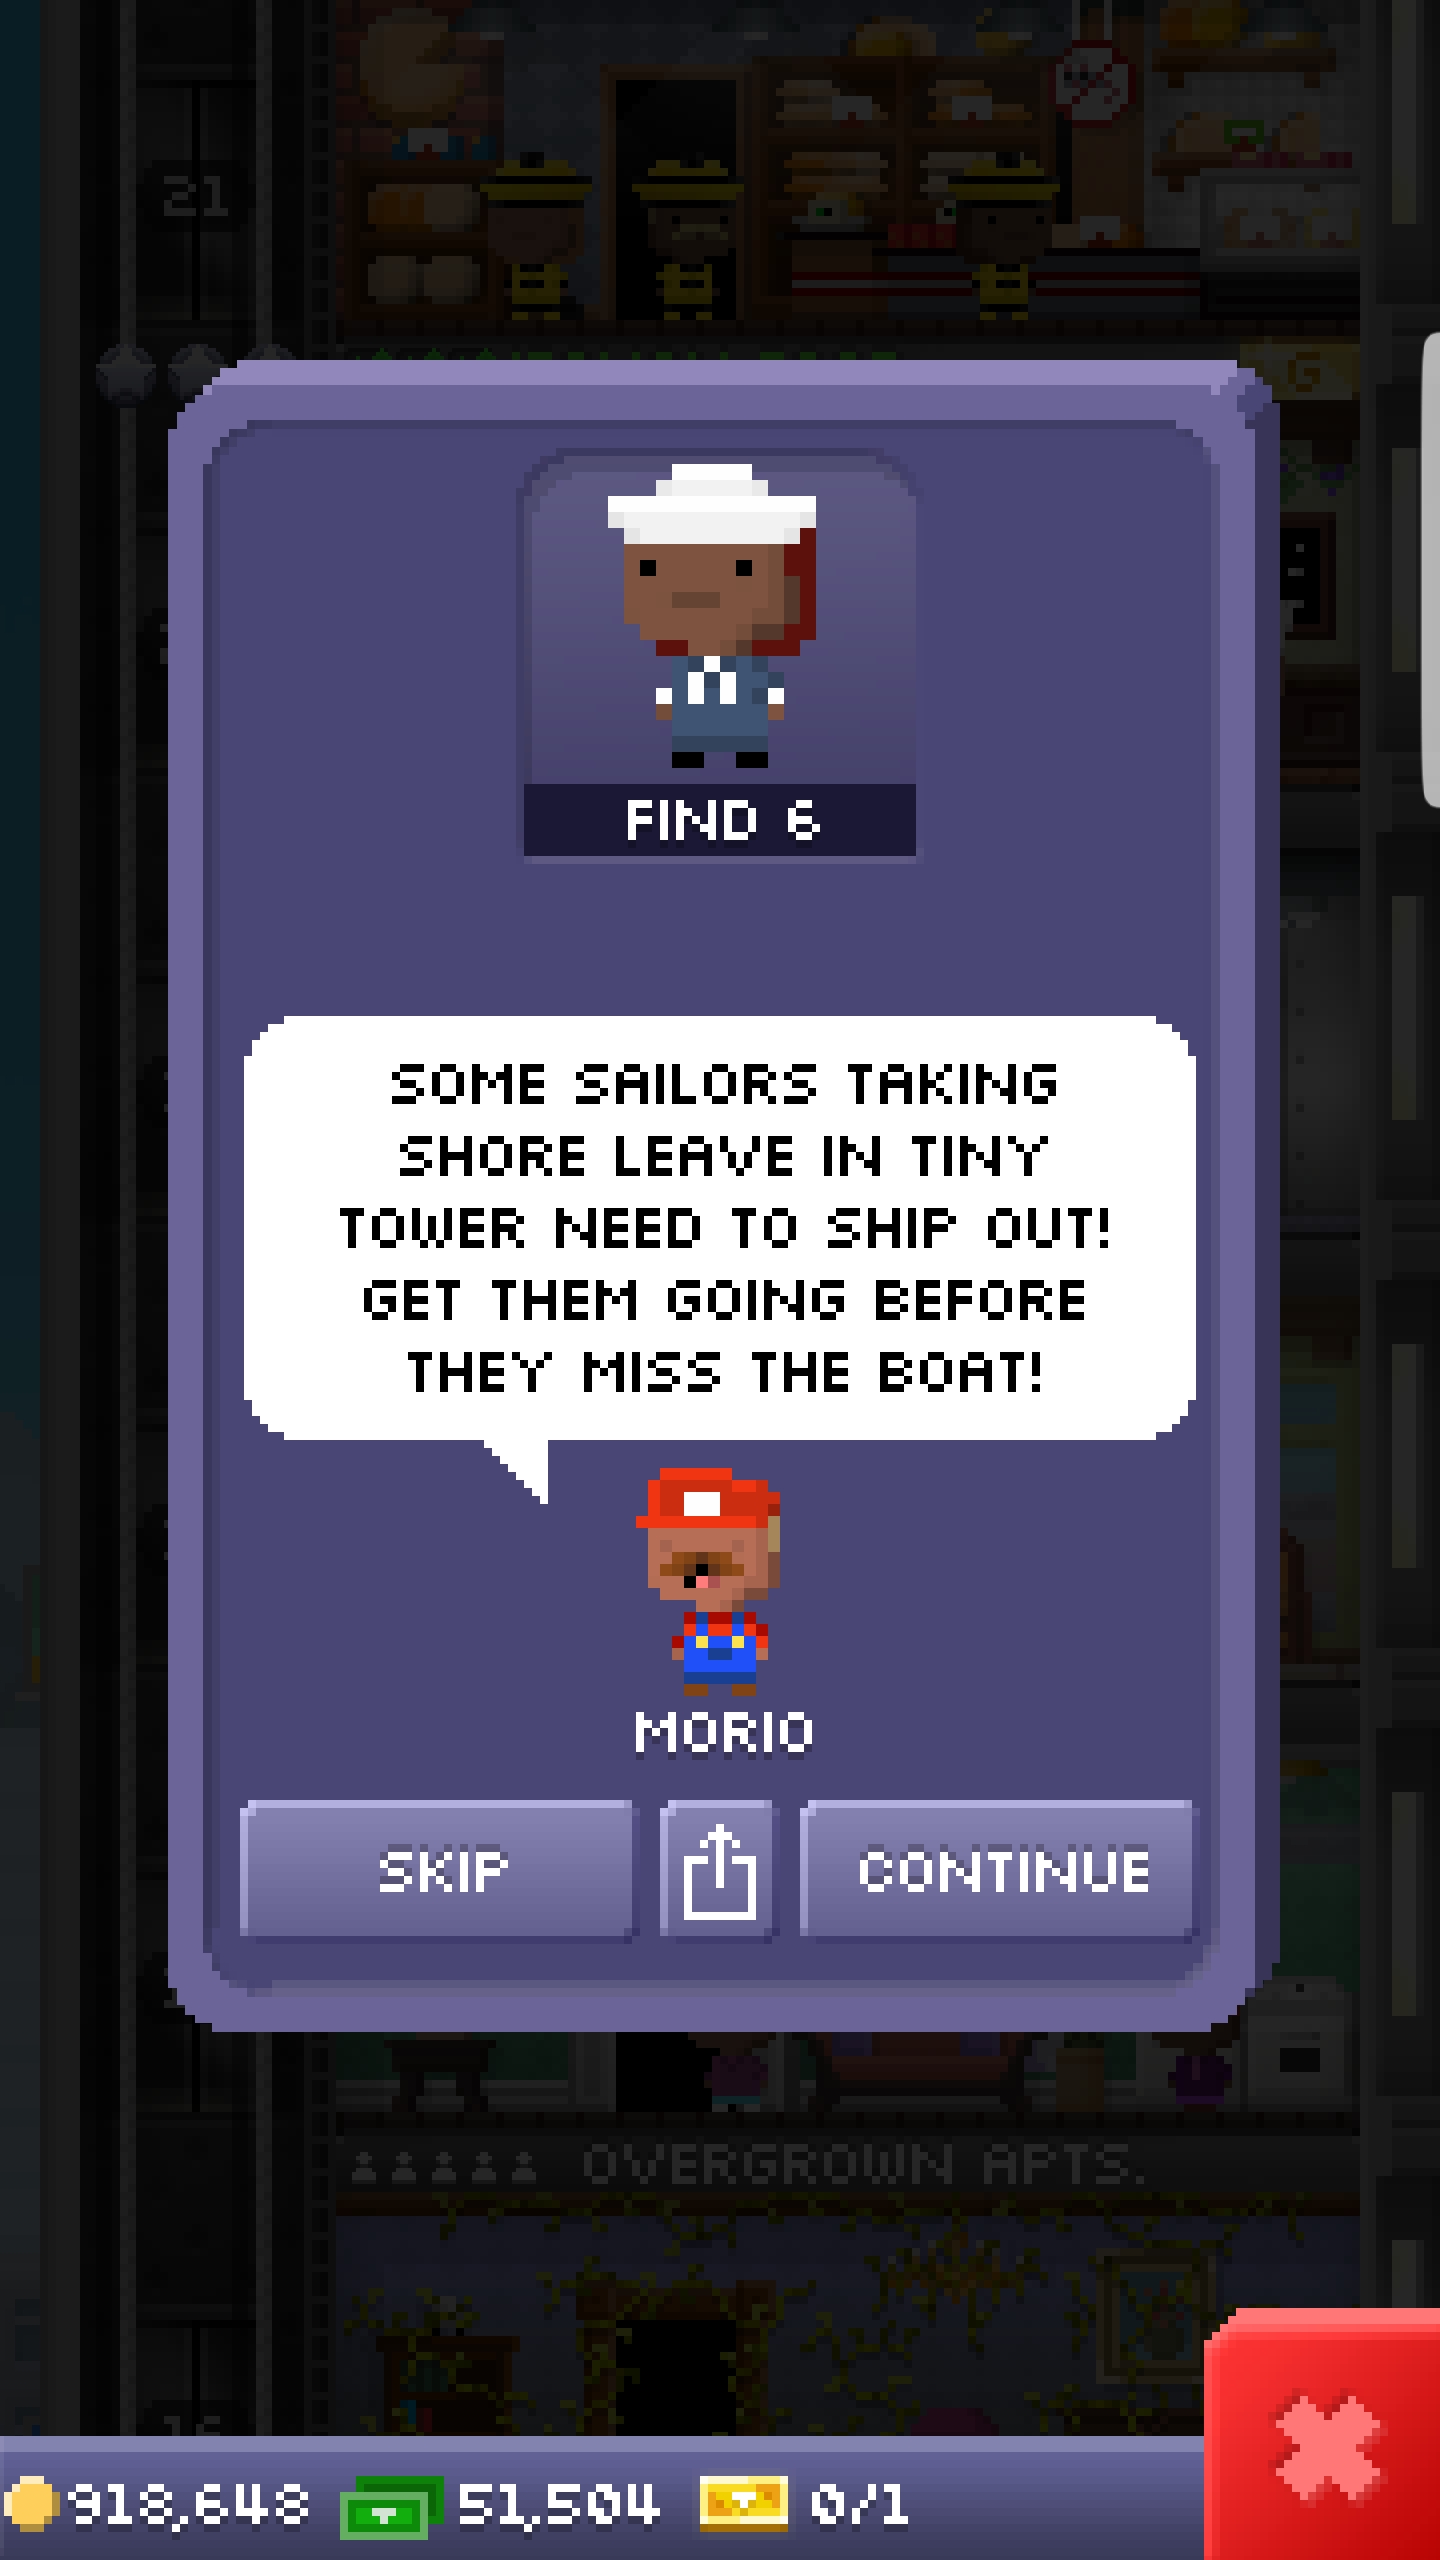 21
G
FIND 6
SOME SAILORS TAKING
SHORE LEAVE IN TINY
TOWER NEED TO SHIP OUT!
GET THEM GOING BEFORE
THEY MISS THE BOAT!
MORIO
SKIP
CONTINUE
OVERGROWN APTS.
16
918,648
51,504
0/1